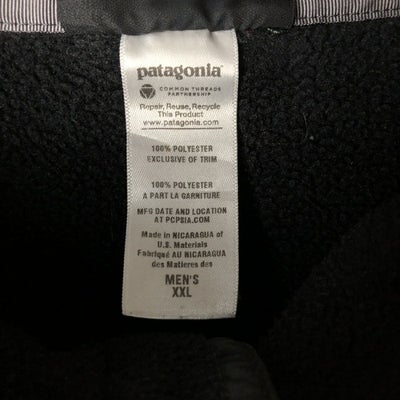 patagonia
COMMON THREADS
PARTNERSHIP
Repair, Reuse, Recycle
This Product
www.patagonia.com
100% POLYESTER
EXCLUSIVE OF TRIM
100% POLYESTER
A PART LA GARNITURE
MFG DATE AND LOCATION
AT PCPSIA.COM
Made in NICARAGUA of
U.S. Materials
Fabriqué AU NICARAGUA
des Matieres des
MEN'S
XXL